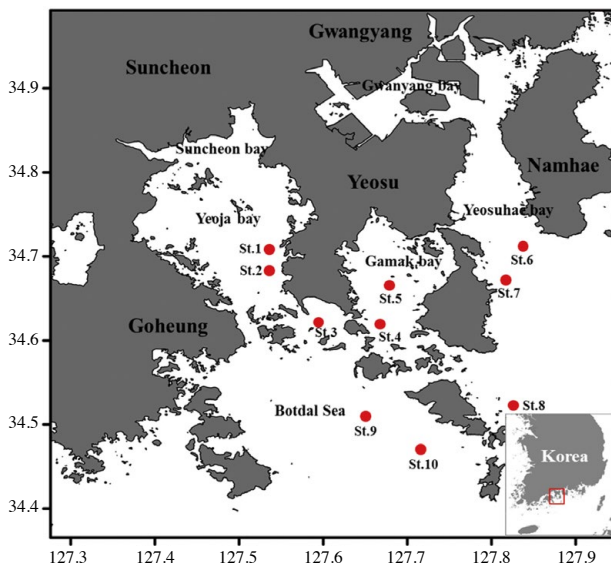 Gwangyang
Suncheon
34.9
Gwanyang bay
34.8
Suncheon bay
Namhae
Yeosu
Yeosuhae bay
Yeoja bay
St.1
St.6
34.7
Gamak bay
St.2
St.7
St.5
Goheung
St.3
St.4
34.6
Botdal Sea
St.8
34.5
St.9
Korea
St.10
34.4
127.3 127.4 127.5 127.6 127.7 127.8 127.9